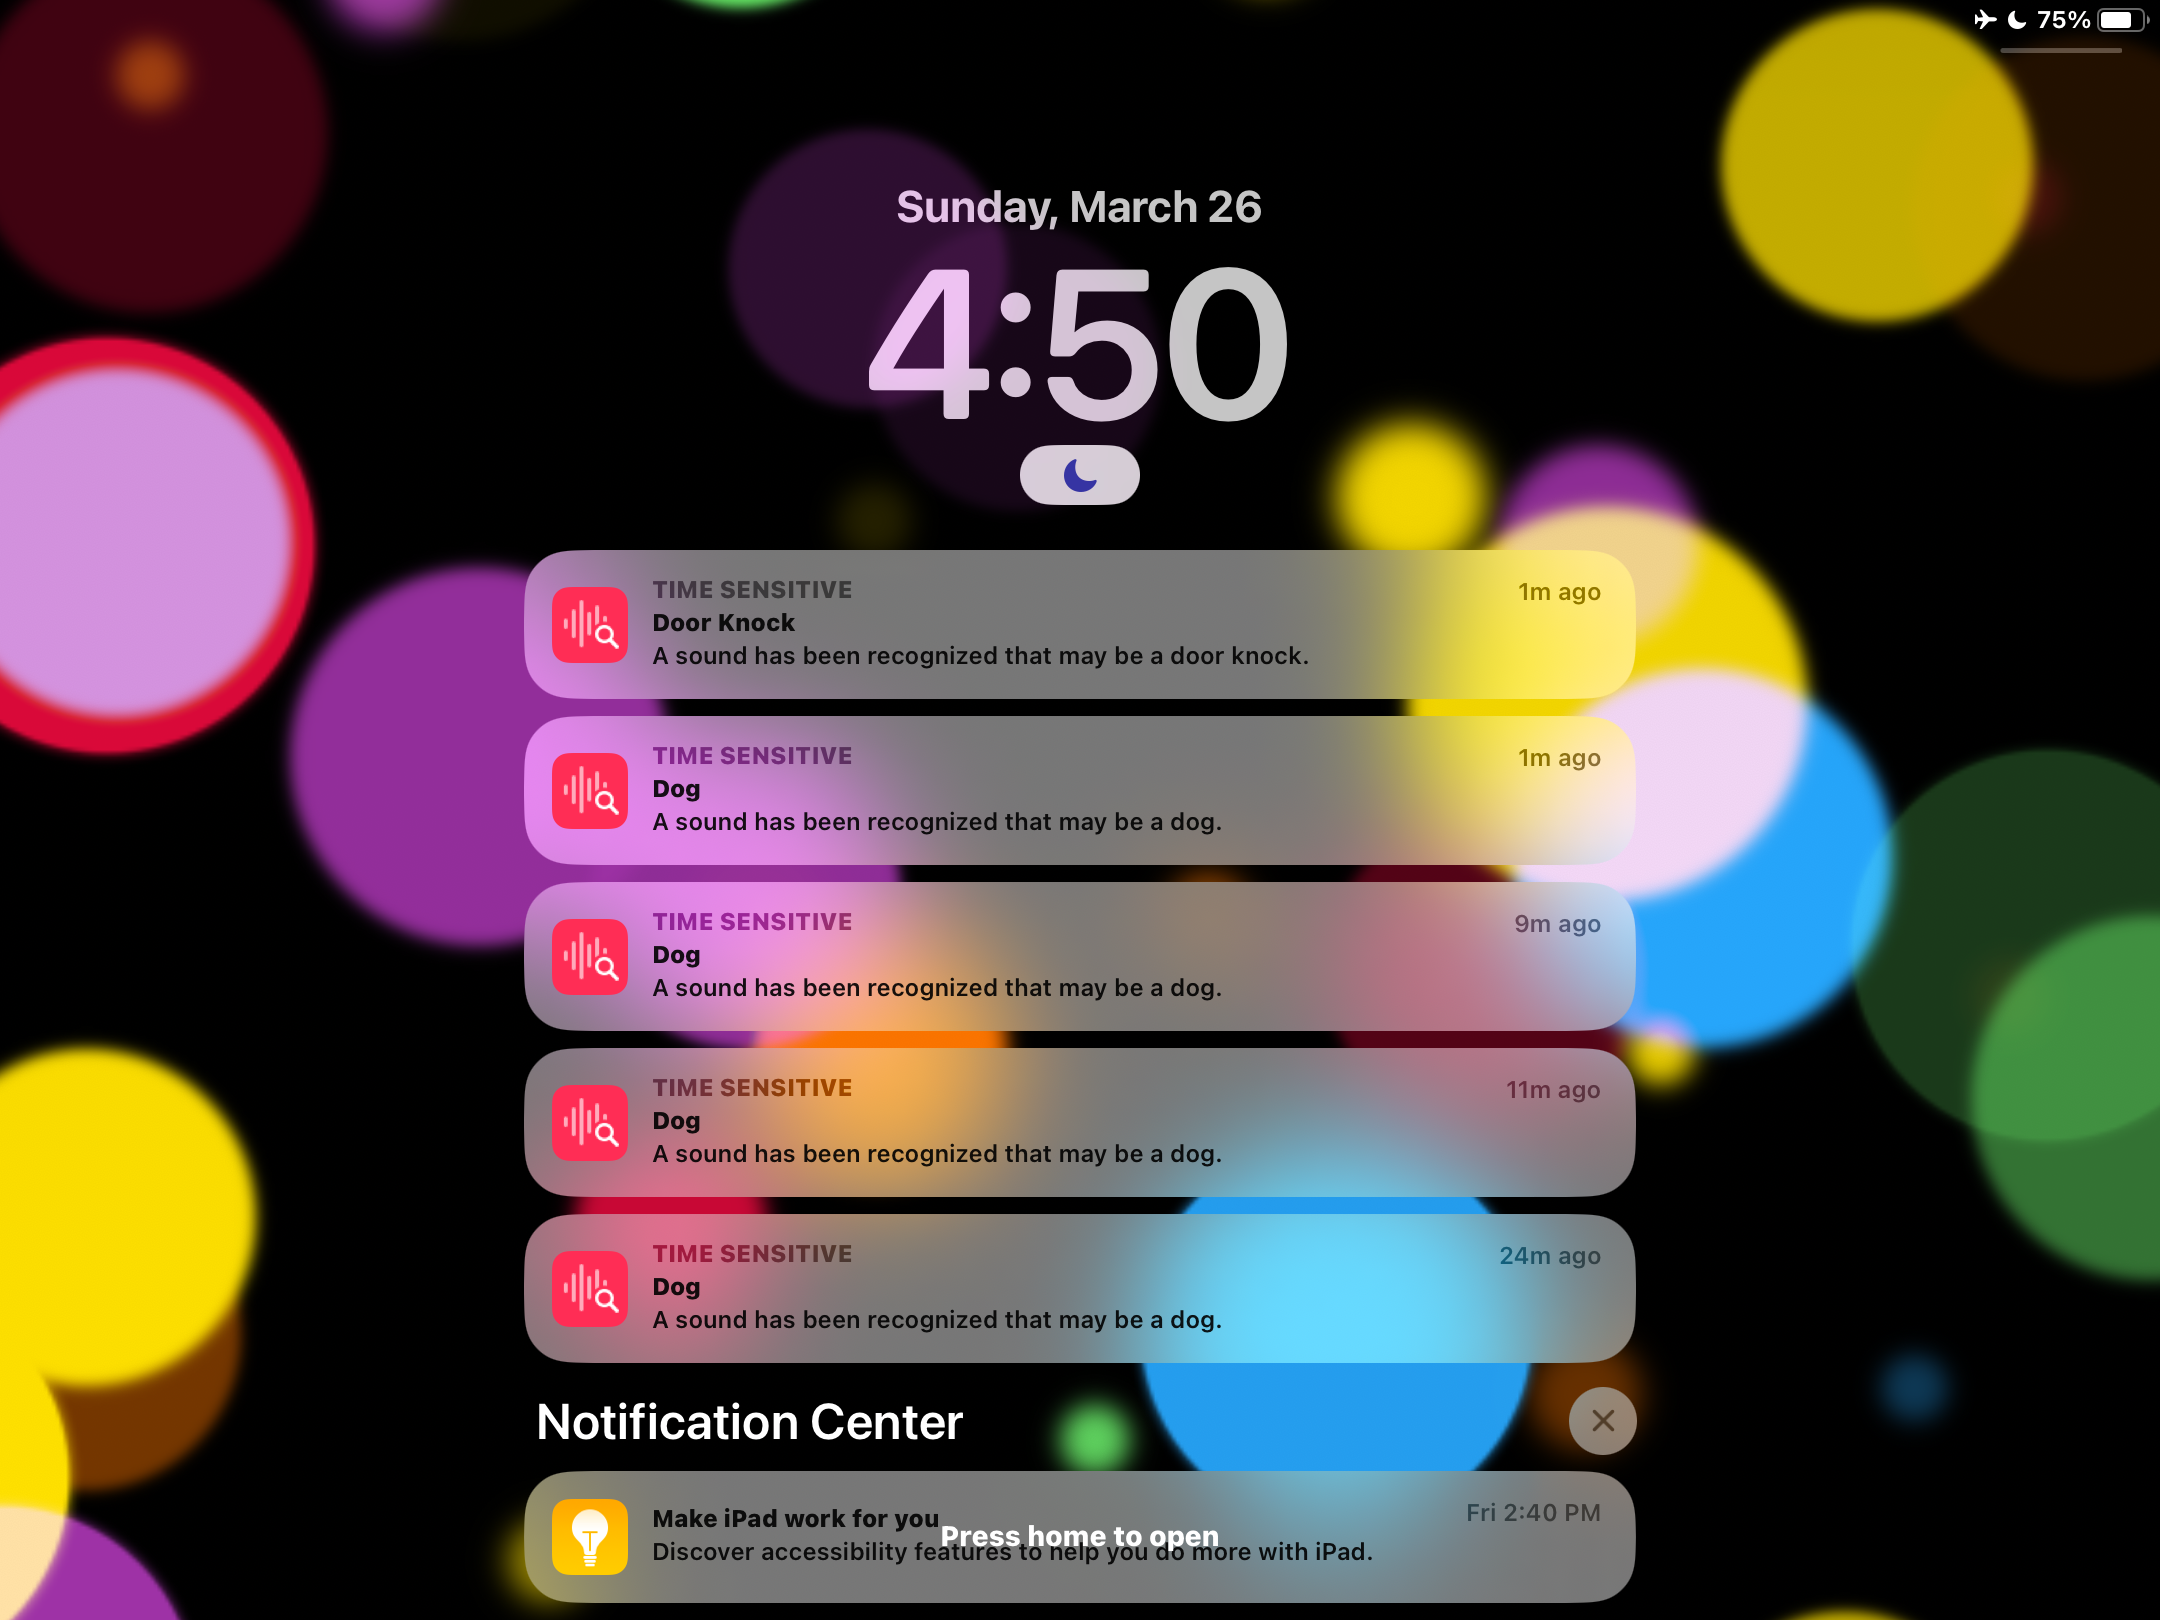 75%
Sunday, March 26
4:50
TIME SENSITIVE
1m ago
Door Knock
A sound has been recognized that may be a door knock.
TIME SENSITIVE
1m ago
Dog
A sound has been recognized that may be a dog.
TIME SENSITIVE
9m ago
Dog
A sound has been recognized that may be a dog.
TIME SENSITIVE
11m ago
Dog
A sound has been recognized that may be a dog.
TIME SENSITIVE
24m ago
Dog
A sound has been recognized that may be a dog.
Notification Center
Make iPad work for you
Fri 2:40 PM
Press home to open
Discover accessibility features to help you do more with iPad.